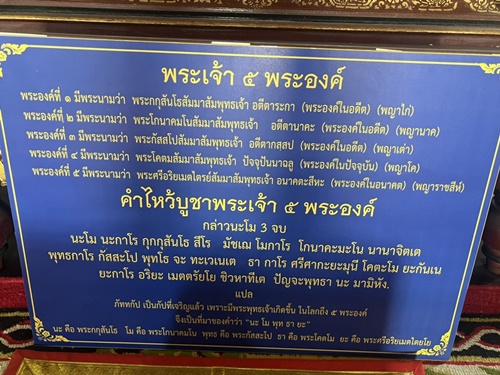 พระเจ้า ๕ พระองค์
พระองค์ที่ ๑ มีพระนามว่า พระกกุสันโธสัมมาสัมพุทธเจ้า อดีตาระกา (พระองค์ในอดีต) (พญาไก่)
พระองค์ที่ ๒ มีพระนามว่า พระโกนาคมโนสัมมาสัมพุทธเจ้า อดีตานาคะ (พระองค์ในอดีต) (พญานาค)
พระองค์ที่ ๓ มีพระนามว่า พระกัสสโปสัมมาสัมพุทธเจ้า อดีตากสสป (พระองค์ในอดีต) (พญาเต่า)
พระองค์ที่ ๔ มีพระนามว่า พระโคตมสัมมาสัมพุทธเจ้า ปัจจุปันนาฉลู (พระองค์ในปัจจุบัน) (พญาโค)
พระองค์ที่ ๕ มีพระนามว่า พระศรีอริยเมตไตรย์สัมมาสัมพุทธเจ้า อนาคตะสีหะ (พระองค์ในอนาคต) (พญาราชสีห์)
คำไหว้บูชาพระเจ้า ๕ พระองค์
กล่าวนะโม 3 จบ
นะโม นะกาโร กุกกุสันโธ สีโร มัชเฌ โมกาโร โกนาคะมะโน นานาจิตเต
พุทธกาโร กัสสะโป พุทโธ จะ ทะเวเนเต ธา กาโร ศรีศากะยะมุนี โคตะโม ยะกันเน
ยะกาโร อริยะ เมตตรัยโย ชิวหาทีเต ปัญจะพุทธา นะ มามิหัง.
แปล
ภัททกัป เป็นกัปที่เจริญแล้ว เพราะมีพระพุทธเจ้าเกิดขึ้น ในโลกถึง ๕ พระองค์
จึงเป็นที่มาของคำว่า "นะ โม พุท ธา ยะ"
นะ คือ พระกกุสันโธ โม คือ พระโกนาคมโน พุทธ คือ พระกัสสะโป ธา คือ พระโคตโม ยะ คือ พระศรีอริยเมตโตยโย